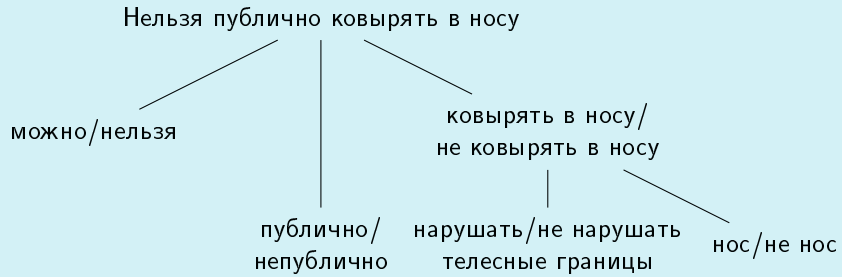 Нельзя публично ковырять в носу
можно/нельзя
ковырять в носу/
не ковырять в носу
публично/
непублично
нарушать/не нарушать
телесные границы
нос/не нос